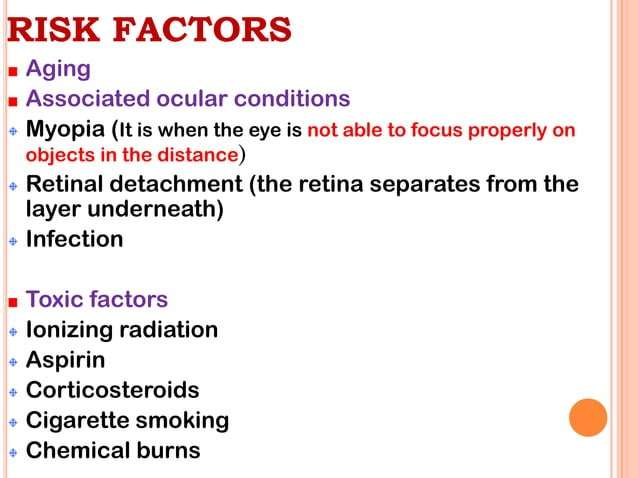 RISK FACTORS
Aging
Associated ocular conditions
Myopia (It is when the eye is not able to focus properly on
objects in the distance)
Retinal detachment (the retina separates from the
layer underneath)
Infection
Toxic factors
Ionizing radiation
Aspirin
Corticosteroids
Cigarette smoking
Chemical burns